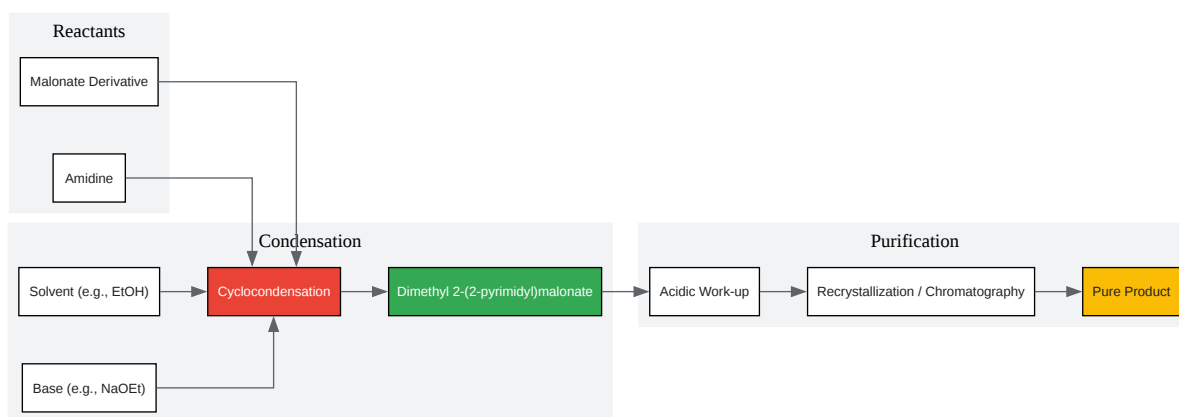 Reactants
Malonate Derivative
Amidine
Condensation
Solvent (e.g., EtOH)
Cyclocondensation
Dimethyl 2-(2-pyrimidyl)malonate
Base (e.g., NaOEt)
Purification
Acidic Work-up
Recrystallization / Chromatography
Pure Product